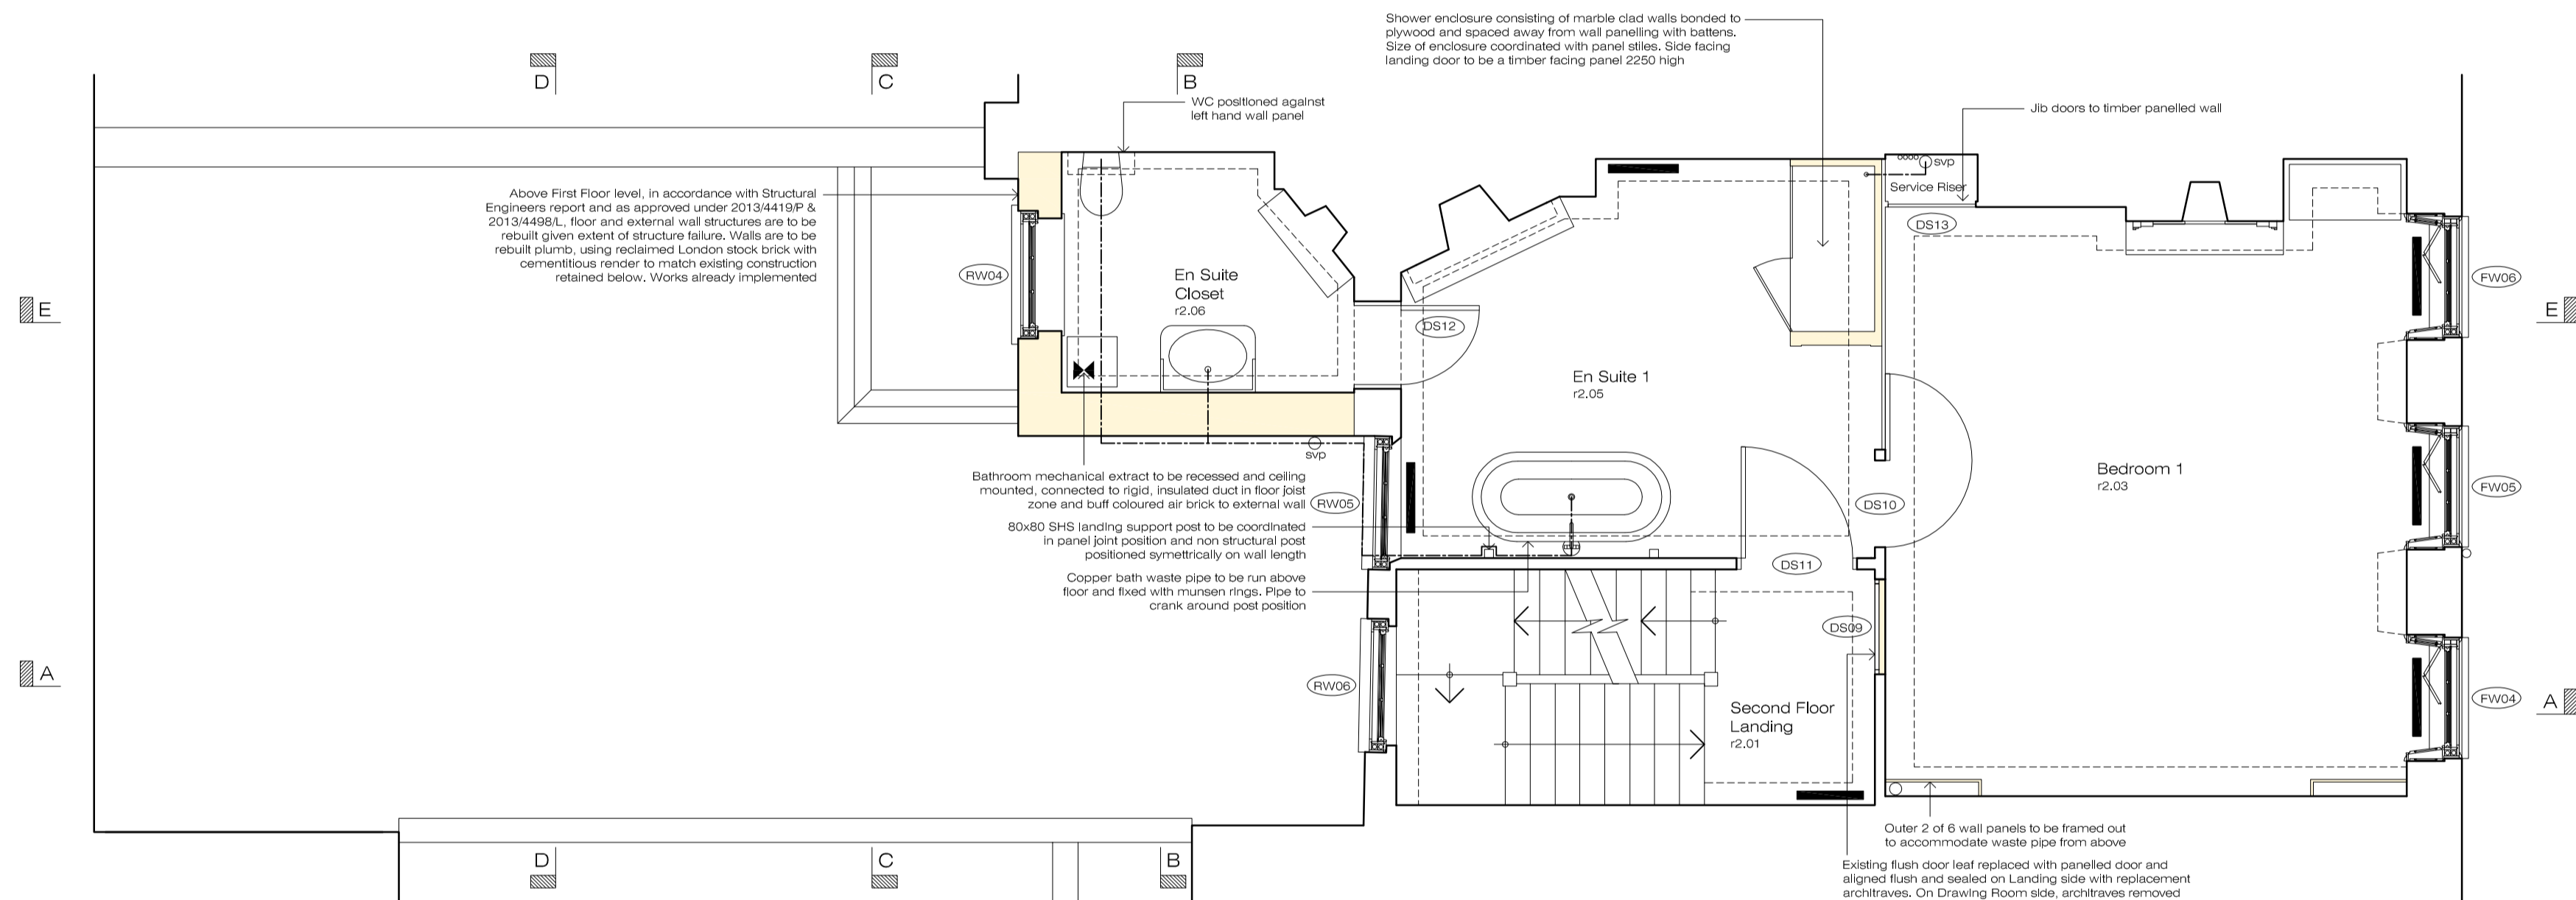 Shower enclosure consisting of marble clad walls bonded to
plywood and spaced away from wall panelling with battens.
Size of enclosure coordinated with panel stiles. Side facing
landing door to be a timber facing panel 2250 high
D
C
B
WC positioned against
left hand wall panel
Jib doors to timber panelled wall
Above First Floor level, in accordance with Structural
Engineers report and as approved under 2013/4419/P &
2013/4498/L, floor and external wall structures are to be
rebuilt given extent of structure failure. Walls are to be
rebuilt plumb, using reclaimed London stock brick with
cementitious render to match existing construction
retained below. Works already implemented
svp
Service Riser
DS13
RW04
En Suite
Closet
r2.06
DS12
FW06
E
E
En Suite 1
r2.05
Bedroom 1
r2.03
svp
Bathroom mechanical extract to be recessed and ceiling
mounted, connected to rigid, insulated duct in floor joist
zone and buff coloured air brick to external wall
RW05
DS10
FW05
80x80 SHS landing support post to be coordinated
in panel joint position and non structural post
positioned symettrically on wall length
DS11
Copper bath waste pipe to be run above
floor and fixed with munsen rings. Pipe to
crank around post position
DS09
A
RW06
FW04
A
Second Floor
Landing
r2.01
Outer 2 of 6 wall panels to be framed out
to accommodate waste pipe from above
D
C
B
Existing flush door leaf replaced with panelled door and
aligned flush and sealed on Landing side with replacement
architraves. On Drawing Room side, architraves removed